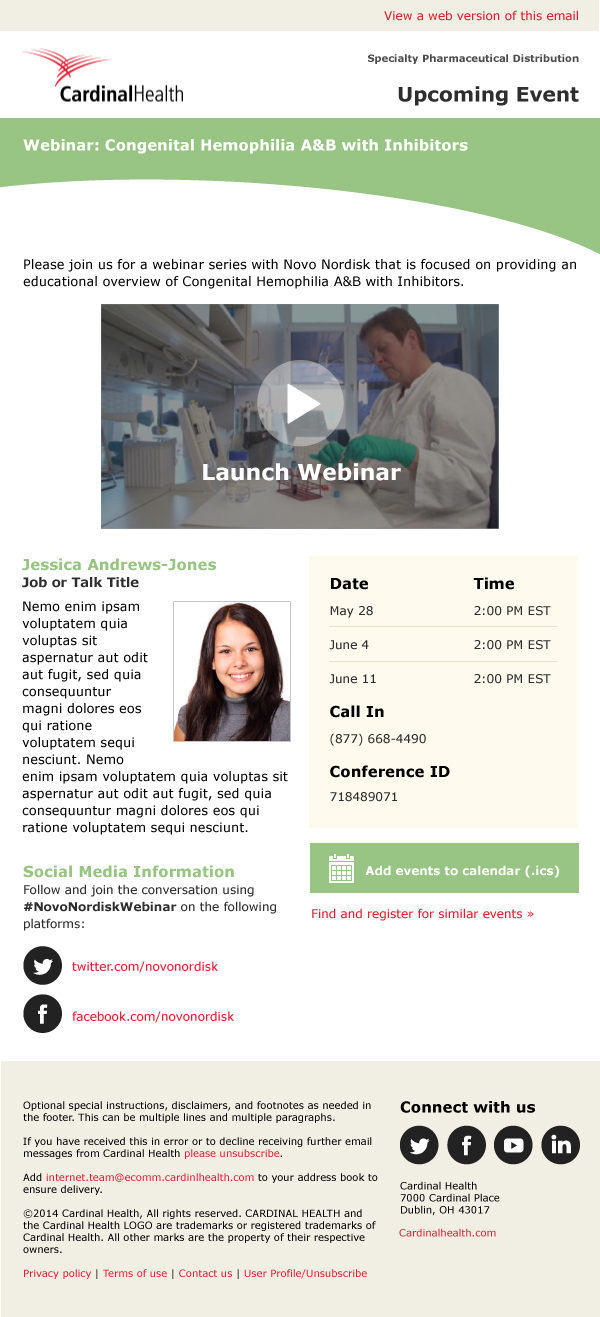 View a web version of this email
CardinalHealth
Specialty Pharmaceutical Distribution
Upcoming Event
Webinar: Congenital Hemophilia A&B with Inhibitors
Please join us for a webinar series with Novo Nordisk that is focused on providing an
educational overview of Congenital Hemophilia A&B with Inhibitors.
Launch Webinar
Jessica Andrews-Jones
Job or Talk Title
Nemo enim ipsam
voluptatem quia
voluptas sit
aspernatur aut odit
aut fugit, sed quia
consequuntur
magni dolores eos
qui ratione
voluptatem sequi
nesciunt. Nemo
enim ipsam voluptatem quia voluptas sit
aspernatur aut odit aut fugit, sed quia
consequuntur magni dolores eos qui
ratione voluptatem sequi nesciunt.
Social Media Information
Follow and join the conversation using
#NovoNordiskWebinar on the following
platforms:
twitter.com/novonordisk
facebook.com/novonordisk
Date Time
May 28 2:00 PM EST
June 4 2:00 PM EST
June 11 2:00 PM EST
Call In
(877) 668-4490
Conference ID
718489071
Add events to calendar (.ics)
Find and register for similar events »
Optional special instructions, disclaimers, and footnotes as needed in
the footer. This can be multiple lines and multiple paragraphs.
If you have received this in error or to decline receiving further email
messages from Cardinal Health please unsubscribe.
Add internet.team@ecomm.cardinlhealth.com to your address book to
ensure delivery.
©2014 Cardinal Health, All rights reserved. CARDINAL HEALTH and
the Cardinal Health LOGO are trademarks or registered trademarks of
Cardinal Health. All other marks are the property of their respective
owners.
Privacy policy | Terms of use | Contact us | User Profile/Unsubscribe
Connect with us
Cardinal Health
7000 Cardinal Place
Dublin, OH 43017
Cardinalhealth.com